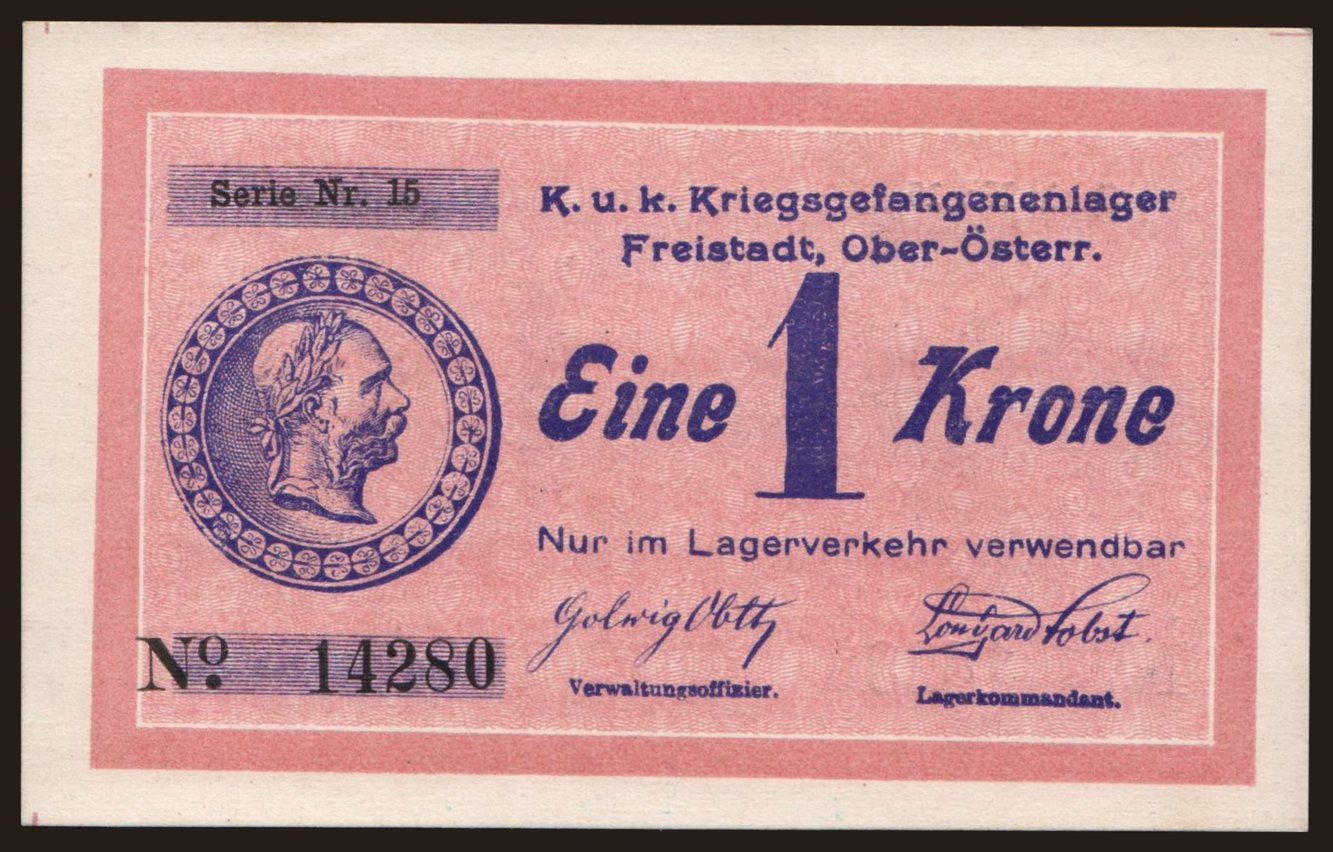 Serie Nr. 15
K. u. k. Kriegsgefangenenlager
Freistadt, Ober-Österr.
Eine 1 Krone
Nur im Lagerverkehr verwendbar
Verwaltungsoffizier.
Lagerkommandant.
Nº 14280